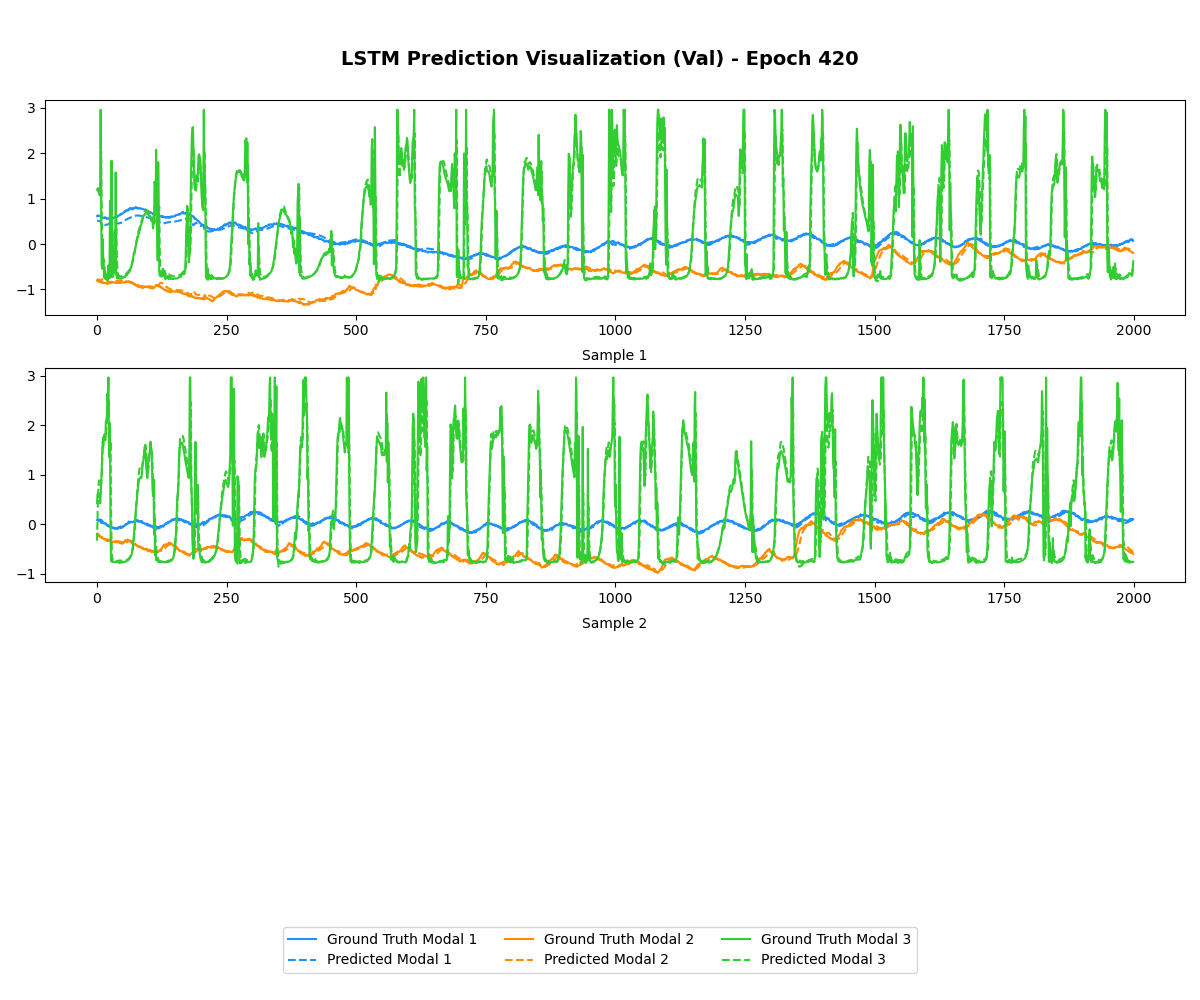 LSTM Prediction Visualization (Val) - Epoch 420
3
2
1
0
−1
0 250 500 750 1000 1250 1500 1750 2000
Sample 1
3
2
1
0
−1
0 250 500 750 1000 1250 1500 1750 2000
Sample 2
Ground Truth Modal 1 Ground Truth Modal 2 Ground Truth Modal 3
Predicted Modal 1 Predicted Modal 2 Predicted Modal 3